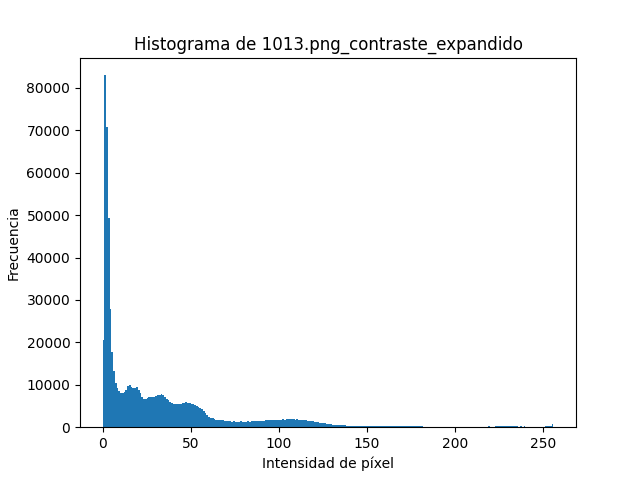 Histograma de 1013.png_contraste_expandido
Frecuencia
80000
70000
60000
50000
40000
30000
20000
10000
0
0 50 100 150 200 250
Intensidad de píxel